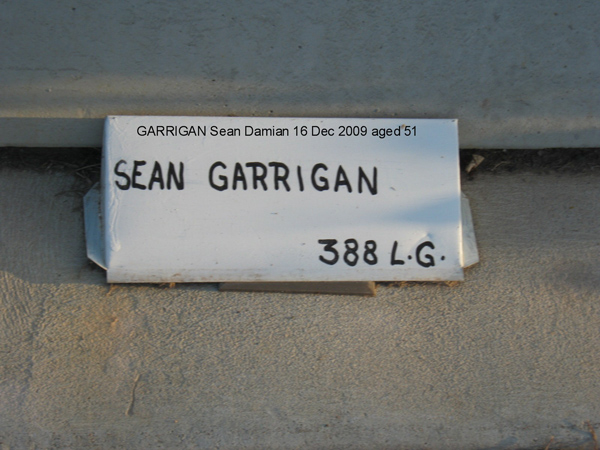 GARRIGAN Sean Damian 16 Dec 2009 aged 51
SEAN GARRIGAN
388 L.G.